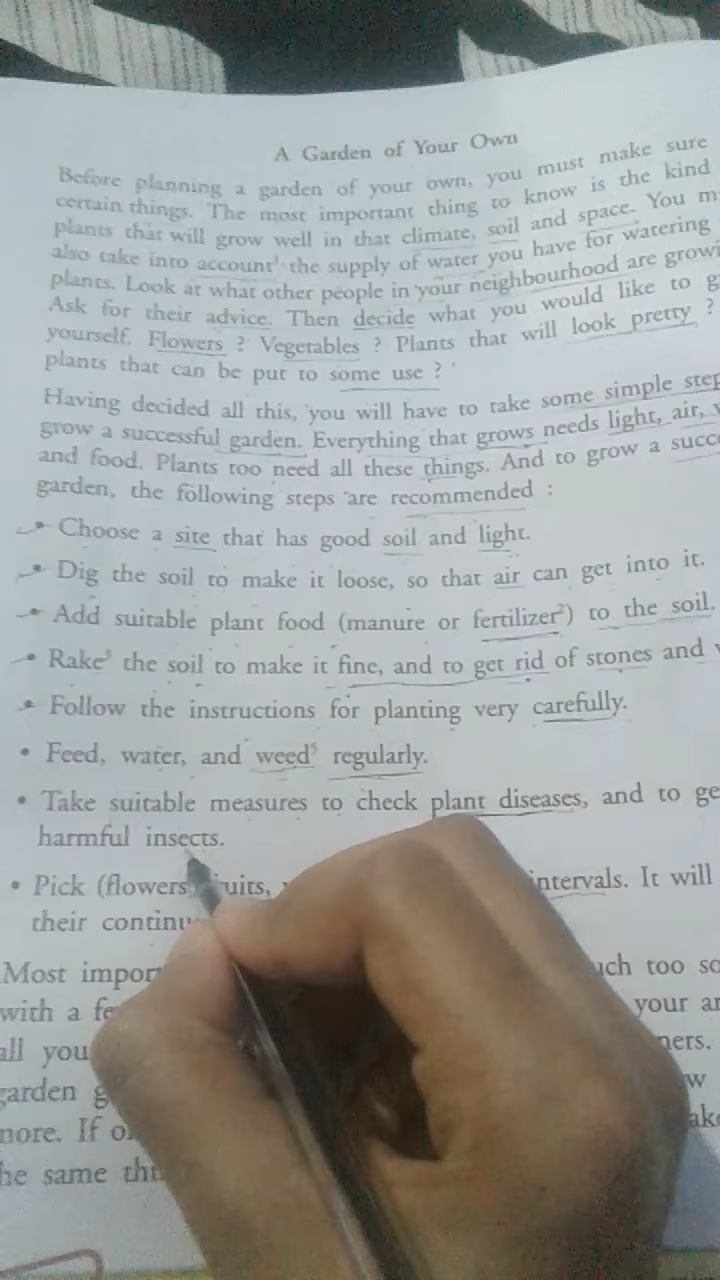 A Garden of Your Own
Before planning a garden of your own, you must make sure
certain things. The most important thing to know is the kind
plants that will grow well in that climate, soil and space. You m
also take into account¹ the supply of water you have for watering
plants. Look at what other people in your neighbourhood are growi
Ask for their advice. Then decide what you would like to g
yourself. Flowers ? Vegetables ? Plants that will look pretty ?
plants that can be put to some use ?
Having decided all this, you will have to take some simple step
grow a successful garden. Everything that grows needs light, air, w
and food. Plants too need all these things. And to grow a succe
garden, the following steps are recommended :
• Choose a site that has good soil and light.
• Dig the soil to make it loose, so that air can get into it.
• Add suitable plant food (manure or fertilizer²) to the soil.
• Rake³ the soil to make it fine, and to get rid of stones and
• Follow the instructions for planting very carefully.
• Feed, water, and weed⁵ regularly.
• Take suitable measures to check plant diseases, and to ge
harmful insects.
• Pick (flowers, intervals. It will
their continu
Most impor uch too so
with a fe your ar
all you ners.
garden g w
more. If o ake
he same thi